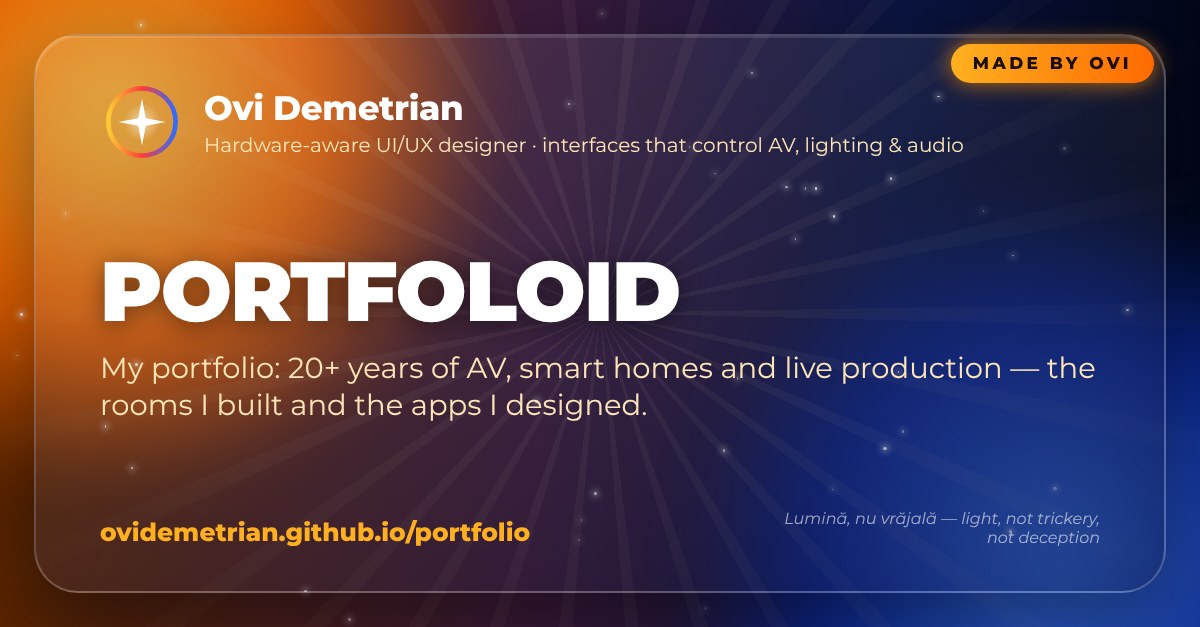 MADE BY OVI
Ovi Demetrian
Hardware-aware UI/UX designer · interfaces that control AV, lighting & audio
PORTFOLOID
My portfolio: 20+ years of AV, smart homes and live production — the
rooms I built and the apps I designed.
ovidemetrian.github.io/portfolio
Lumină, nu vrăjală — light, not trickery,
not deception